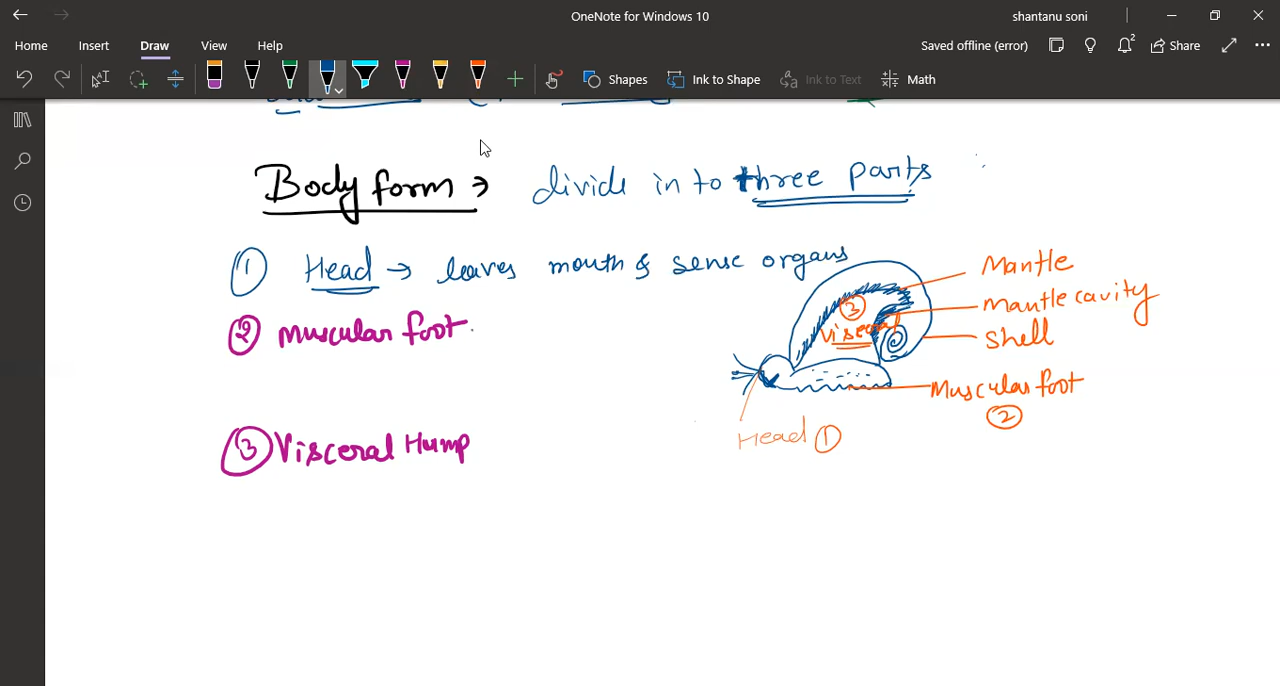 OneNote for Windows 10
shantanu soni
Home Insert Draw View Help
Saved offline (error)
2
Share
Shapes
Ink to Shape
Ink to Text
Math
Body form → divide in to three parts
① Head → leaves mouth & sense organs
② Muscular foot
③ Visceral Hump
③
Visceral
Mantle
Mantle cavity
Shell
Muscular foot
②
Head ①